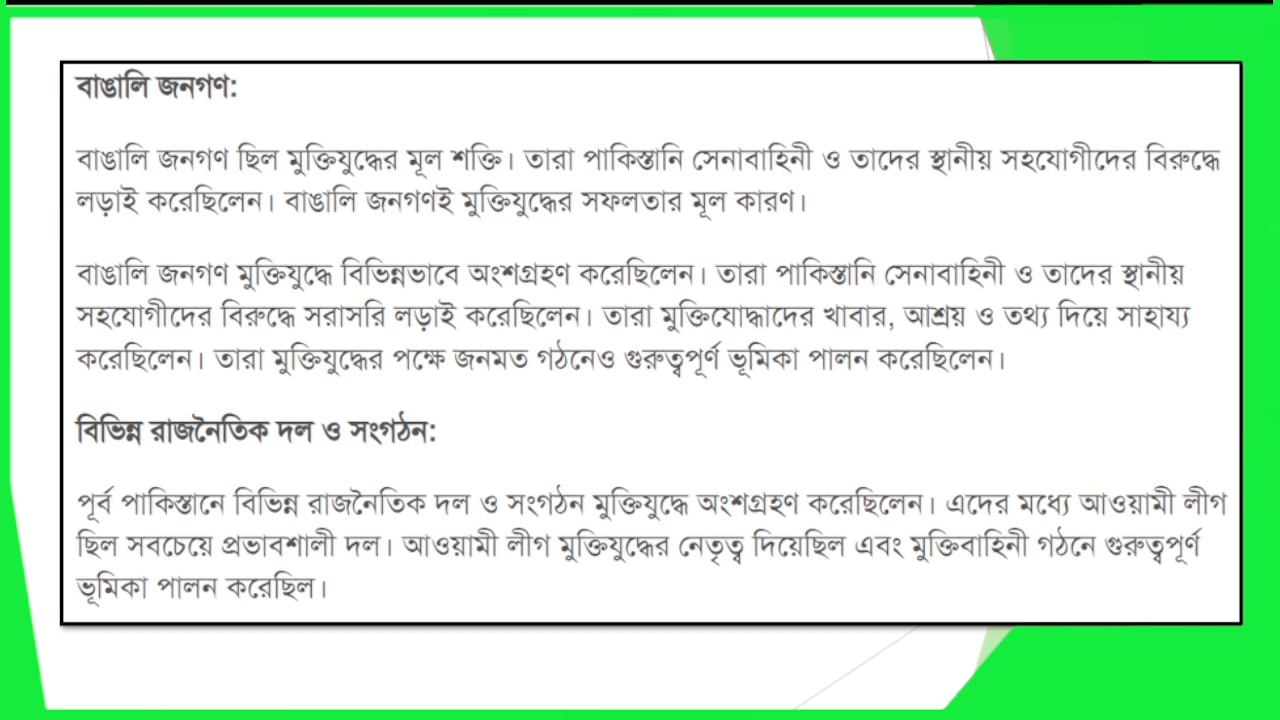 বাঙালি জনগণ:
বাঙালি জনগণ ছিল মুক্তিযুদ্ধের মূল শক্তি। তারা পাকিস্তানি সেনাবাহিনী ও তাদের স্থানীয় সহযোগীদের বিরুদ্ধে
লড়াই করেছিলেন। বাঙালি জনগণই মুক্তিযুদ্ধের সফলতার মূল কারণ।
বাঙালি জনগণ মুক্তিযুদ্ধে বিভিন্নভাবে অংশগ্রহণ করেছিলেন। তারা পাকিস্তানি সেনাবাহিনী ও তাদের স্থানীয়
সহযোগীদের বিরুদ্ধে সরাসরি লড়াই করেছিলেন। তারা মুক্তিযোদ্ধাদের খাবার, আশ্রয় ও তথ্য দিয়ে সাহায্য
করেছিলেন। তারা মুক্তিযুদ্ধের পক্ষে জনমত গঠনেও গুরুত্বপূর্ণ ভূমিকা পালন করেছিলেন।
বিভিন্ন রাজনৈতিক দল ও সংগঠন:
পূর্ব পাকিস্তানে বিভিন্ন রাজনৈতিক দল ও সংগঠন মুক্তিযুদ্ধে অংশগ্রহণ করেছিলেন। এদের মধ্যে আওয়ামী লীগ
ছিল সবচেয়ে প্রভাবশালী দল। আওয়ামী লীগ মুক্তিযুদ্ধের নেতৃত্ব দিয়েছিল এবং মুক্তিবাহিনী গঠনে গুরুত্বপূর্ণ
ভূমিকা পালন করেছিল।